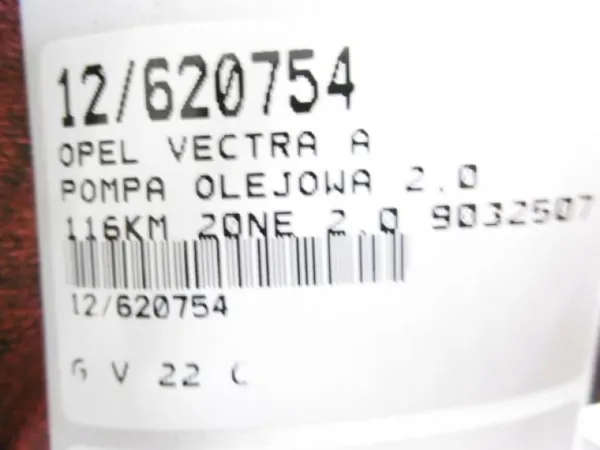 12/620754
OPEL VECTRA A
POMPA OLEJOWA 2.0
116KM 20NE 2.0 9032507
12/620754
G V 22 C